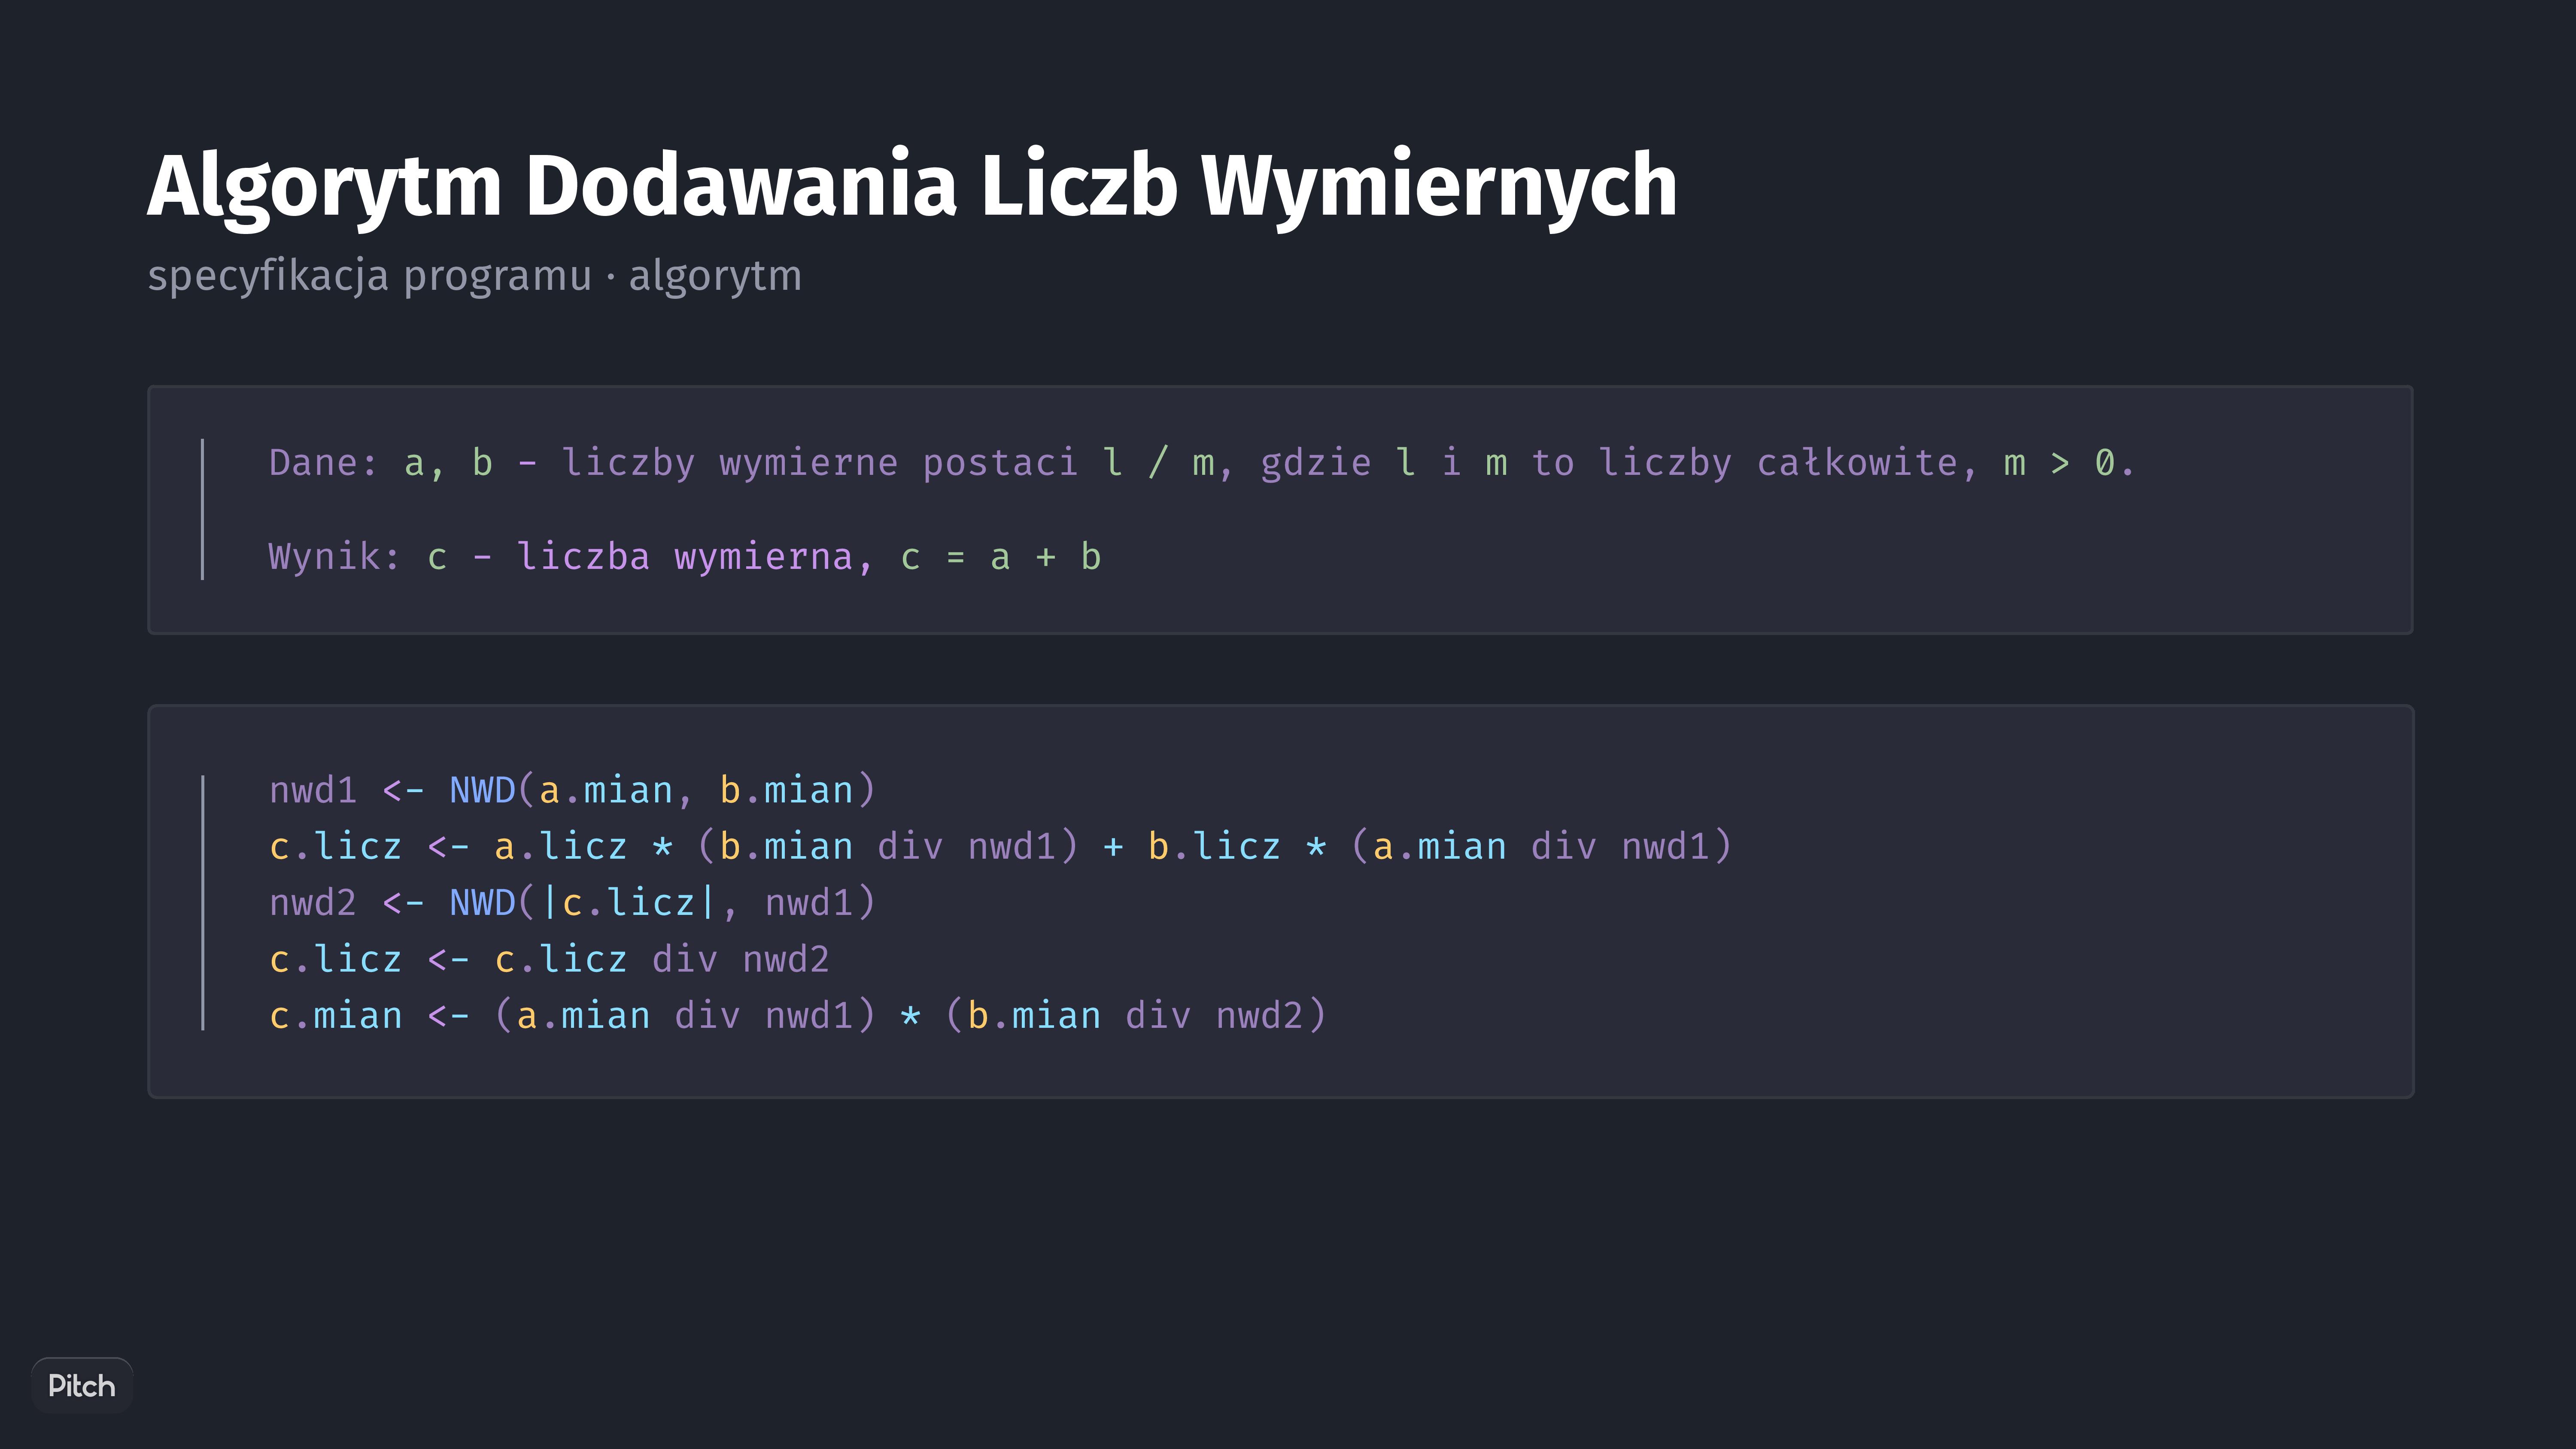 Algorytm Dodawania Liczb Wymiernych
specyfikacja programu · algorytm
Dane: a, b - liczby wymierne postaci l / m, gdzie l i m to liczby całkowite, m > 0.
Wynik: c - liczba wymierna, c = a + b
nwd1 <- NWD(a.mian, b.mian)
c.licz <- a.licz * (b.mian div nwd1) + b.licz * (a.mian div nwd1)
nwd2 <- NWD(|c.licz|, nwd1)
c.licz <- c.licz div nwd2
c.mian <- (a.mian div nwd1) * (b.mian div nwd2)
Pitch